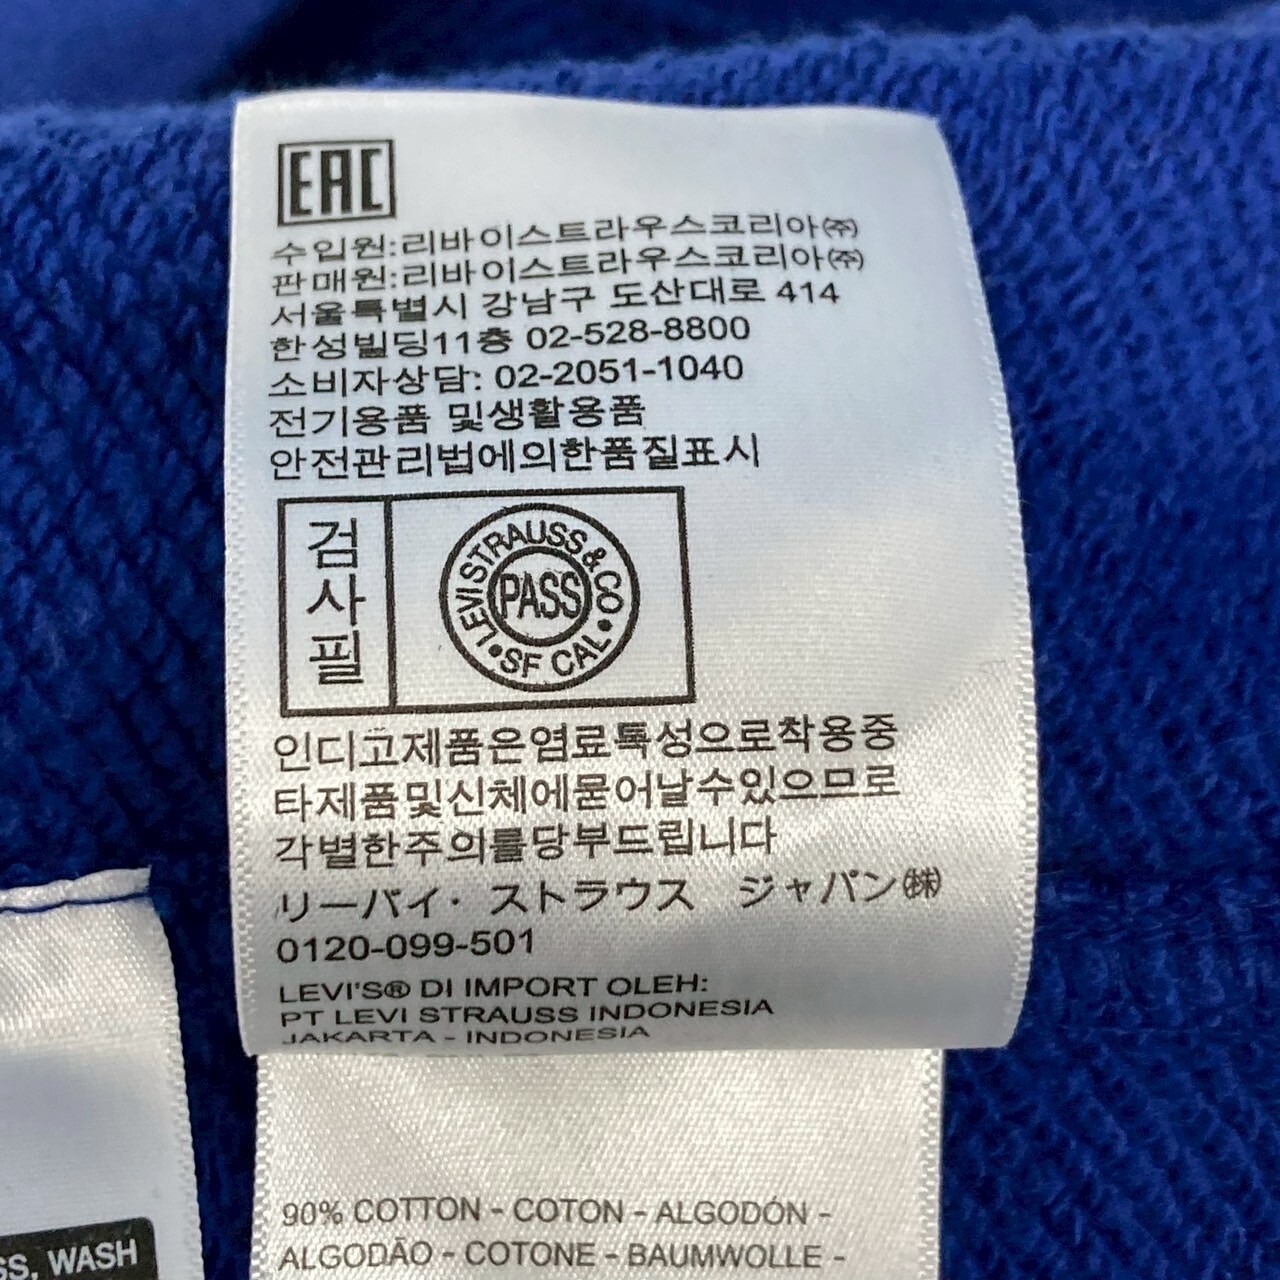 EAC
수입원:리바이스트라우스코리아㈜
판매원:리바이스트라우스코리아㈜
서울특별시 강남구 도산대로 414
한성빌딩11층 02-528-8800
소비자상담: 02-2051-1040
전기용품 및생활용품
안전관리법에의한품질표시
검사필
LEVI STRAUSS & CO • SF CAL •
PASS
인디고제품은염료특성으로착용중
타제품및신체에묻어날수있으므로
각별한주의를당부드립니다
リーバイ・ストラウス ジャパン㈱
0120-099-501
LEVI'S® DI IMPORT OLEH:
PT LEVI STRAUSS INDONESIA
JAKARTA - INDONESIA
90% COTTON - COTON - ALGODÓN -
ALGODÃO - COTONE - BAUMWOLLE -
WASH